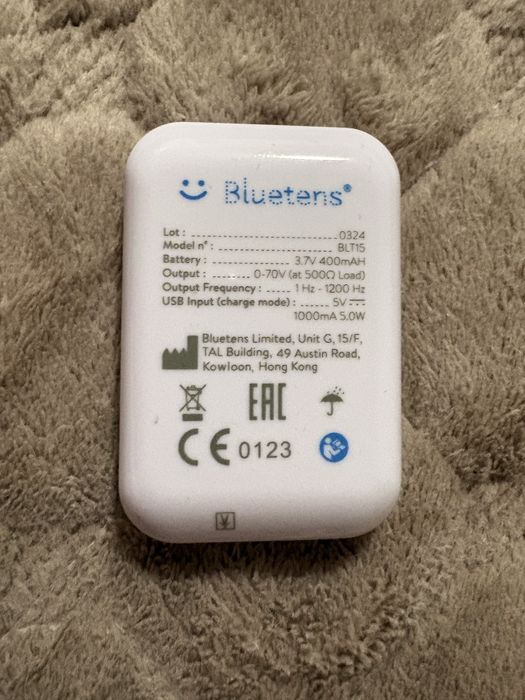 Bluetens®
Lot : 0324
Model n° : BLT15
Battery : 3.7V 400mAH
Output : 0-70V (at 500Ω Load)
Output Frequency : 1 Hz - 1200 Hz
USB Input (charge mode) : 5V ⎓
1000mA 5.0W
Bluetens Limited, Unit G, 15/F,
TAL Building, 49 Austin Road,
Kowloon, Hong Kong
EAC
CE 0123